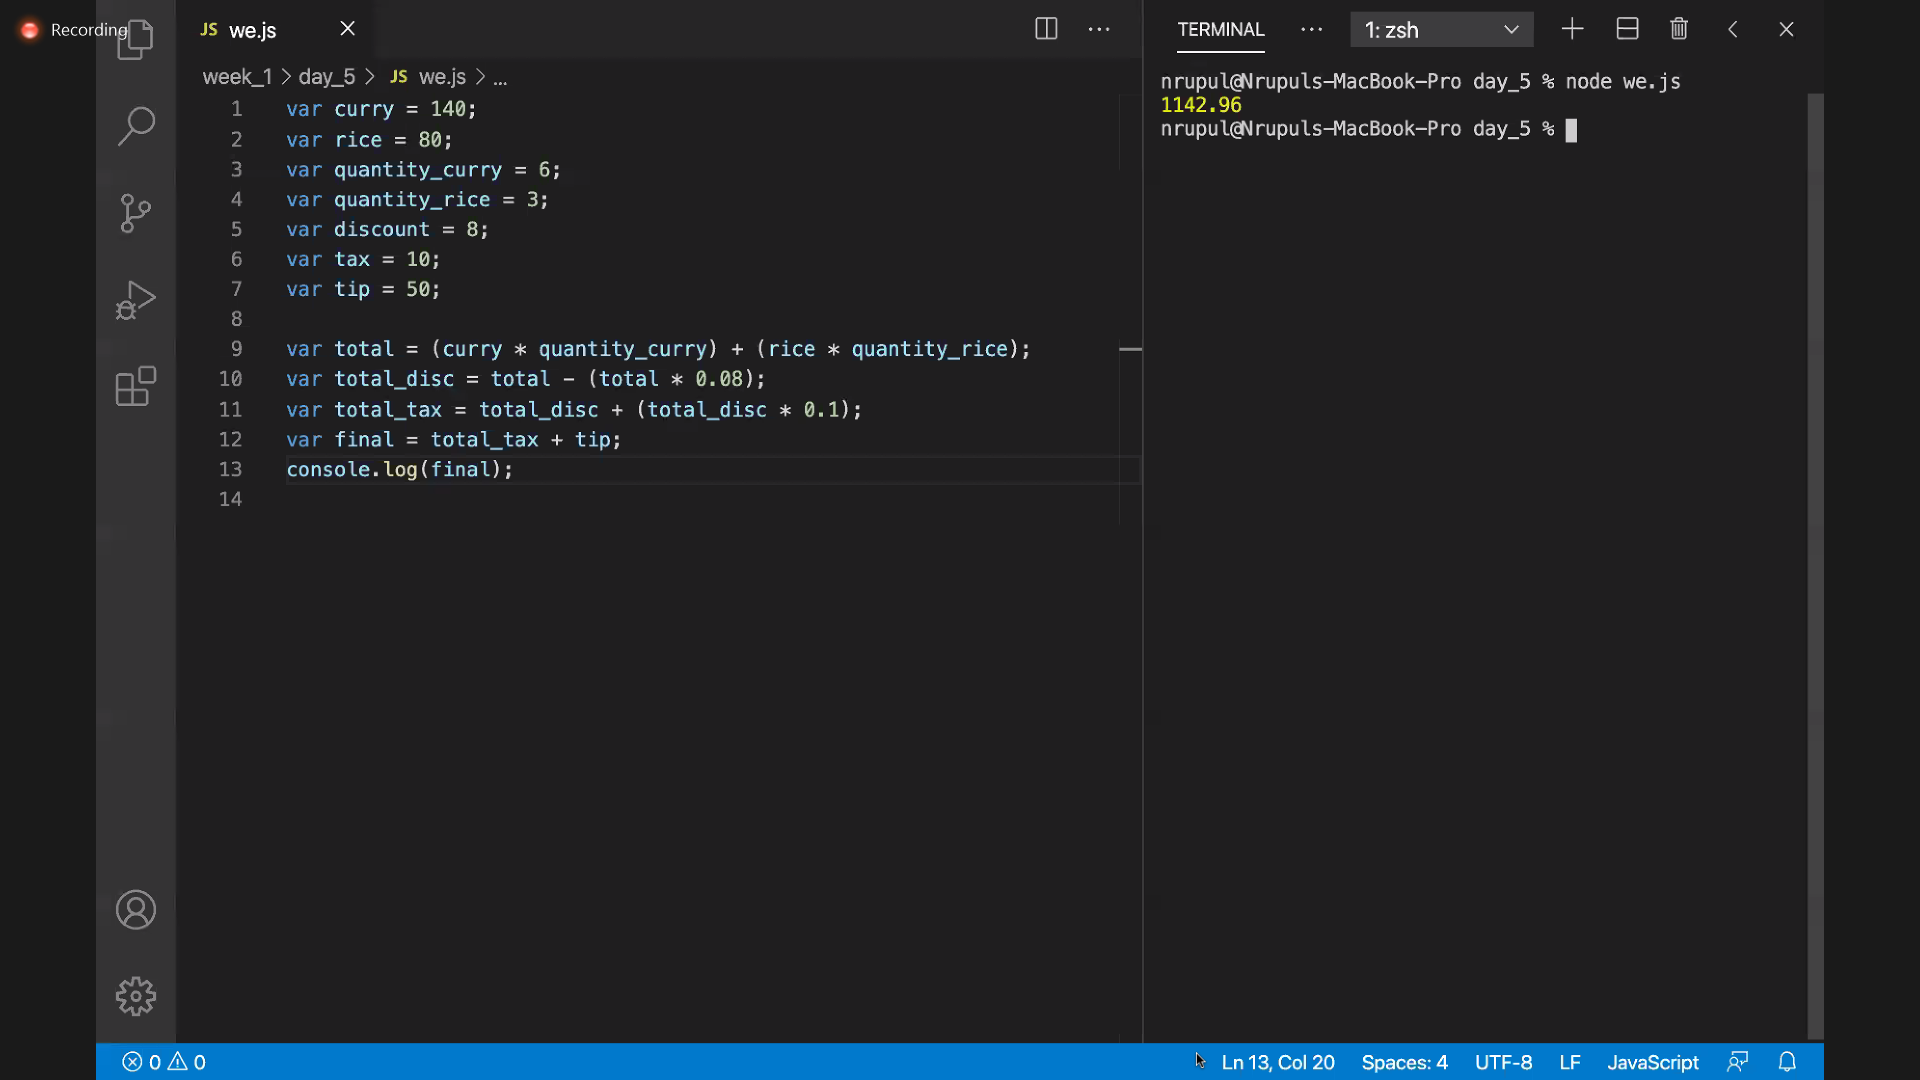 Recording
JS we.js
week_1 > day_5 > JS we.js > ...
1 var curry = 140;
2 var rice = 80;
3 var quantity_curry = 6;
4 var quantity_rice = 3;
5 var discount = 8;
6 var tax = 10;
7 var tip = 50;
8
9 var total = (curry * quantity_curry) + (rice * quantity_rice);
10 var total_disc = total - (total * 0.08);
11 var total_tax = total_disc + (total_disc * 0.1);
12 var final = total_tax + tip;
13 console.log(final);
14
TERMINAL ... 1: zsh
nrupul@Nrupuls-MacBook-Pro day_5 % node we.js
1142.96
nrupul@Nrupuls-MacBook-Pro day_5 %
0 0 Ln 13, Col 20 Spaces: 4 UTF-8 LF JavaScript